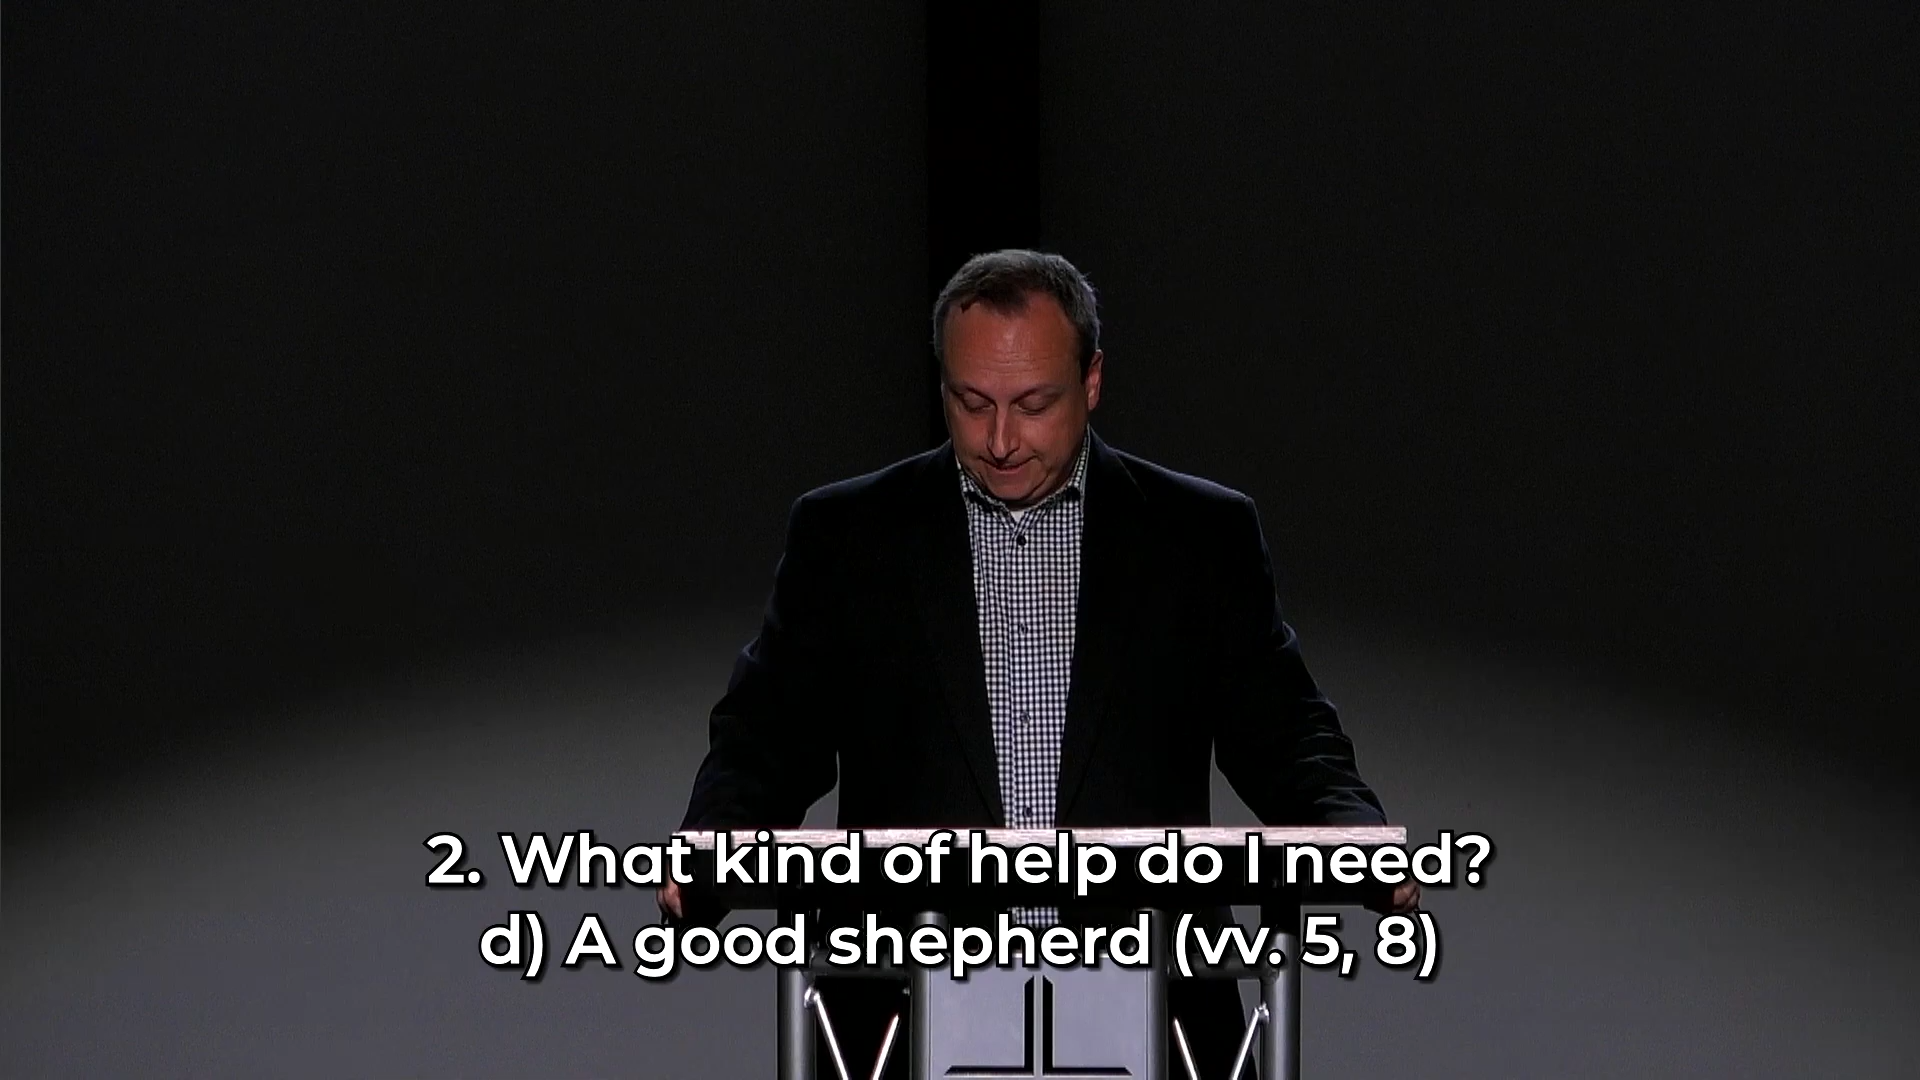 2. What kind of help do I need?
d) A good shepherd (vv. 5, 8)